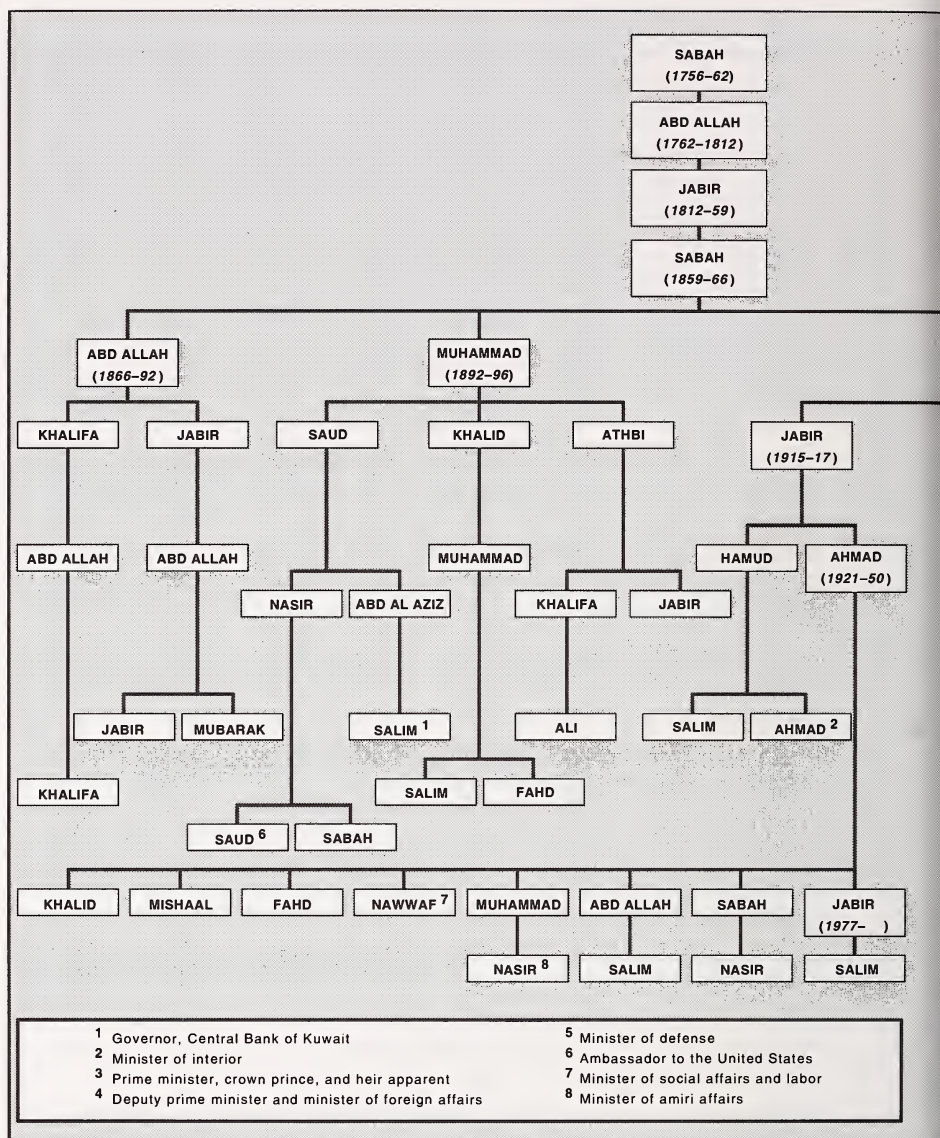 SABAH
(1756–62)
ABD ALLAH
(1762–1812)
JABIR
(1812–59)
SABAH
(1859–66)
ABD ALLAH
(1866–92)
MUHAMMAD
(1892–96)
KHALIFA
JABIR
SAUD
KHALID
ATHBI
JABIR
(1915–17)
ABD ALLAH
ABD ALLAH
MUHAMMAD
HAMUD
AHMAD
(1921–50)
NASIR
ABD AL AZIZ
KHALIFA
JABIR
JABIR
MUBARAK
SALIM 1
ALI
SALIM
AHMAD 2
KHALIFA
SALIM
FAHD
SAUD 6
SABAH
KHALID
MISHAAL
FAHD
NAWWAF 7
MUHAMMAD
ABD ALLAH
SABAH
JABIR
(1977– )
NASIR 8
SALIM
NASIR
SALIM
1 Governor, Central Bank of Kuwait
2 Minister of interior
3 Prime minister, crown prince, and heir apparent
4 Deputy prime minister and minister of foreign affairs
5 Minister of defense
6 Ambassador to the United States
7 Minister of social affairs and labor
8 Minister of amiri affairs